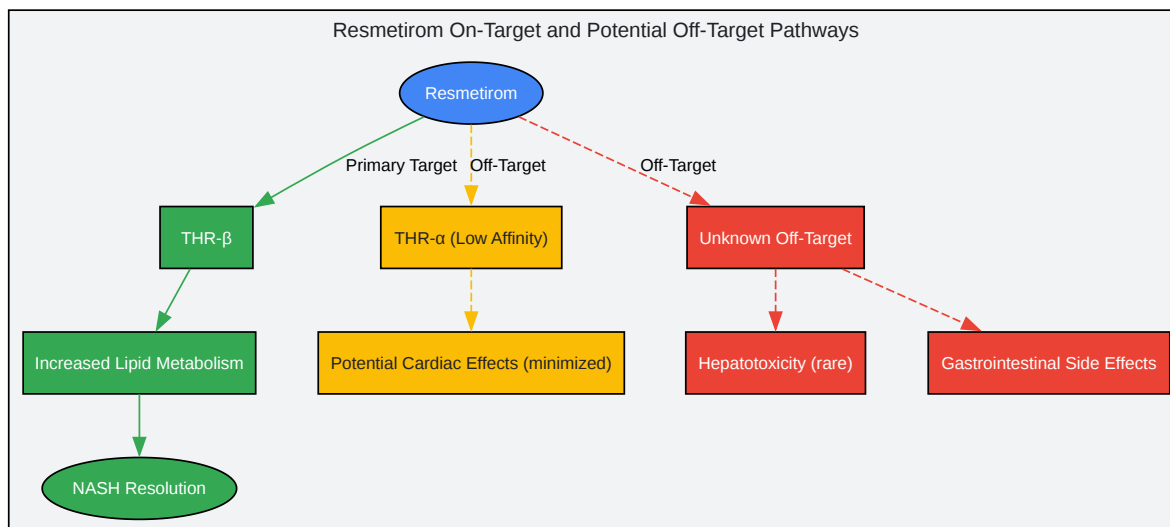 Resmetirom On-Target and Potential Off-Target Pathways
Resmetirom
Primary Target
Off-Target
Off-Target
THR-β
THR-α (Low Affinity)
Unknown Off-Target
Increased Lipid Metabolism
Potential Cardiac Effects (minimized)
Hepatotoxicity (rare)
Gastrointestinal Side Effects
NASH Resolution